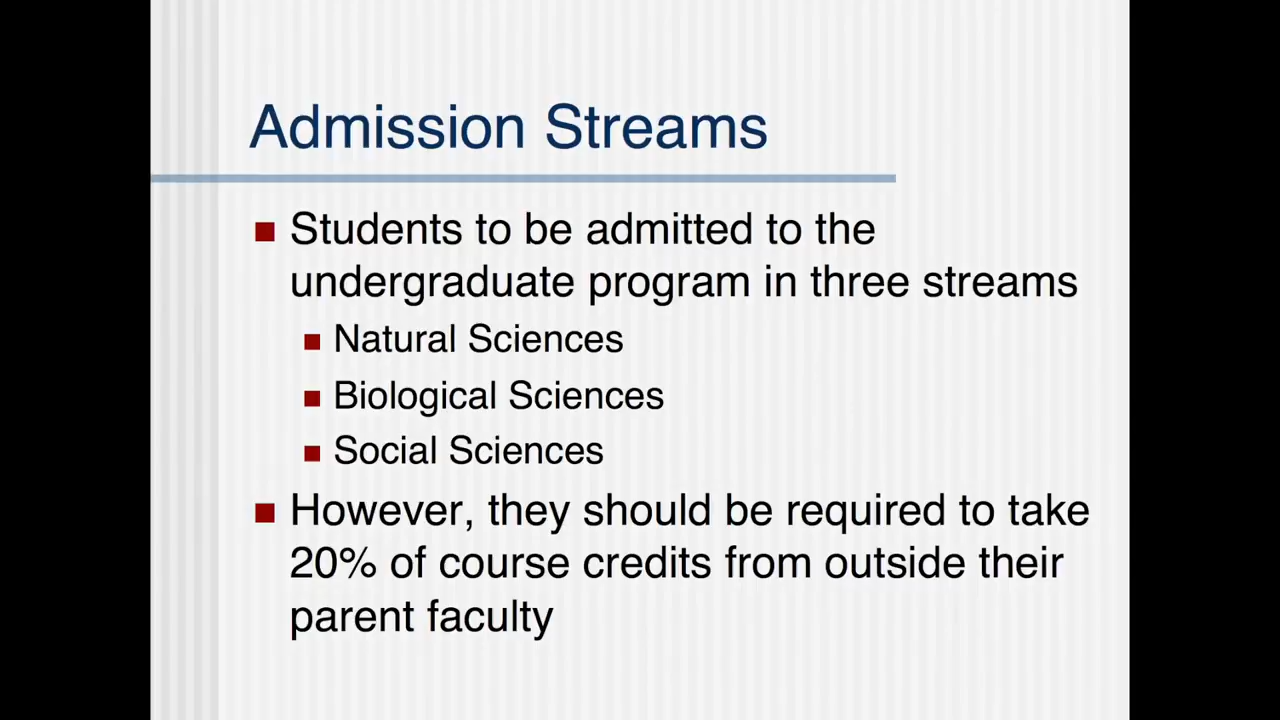 Admission Streams
Students to be admitted to the
undergraduate program in three streams
Natural Sciences
Biological Sciences
Social Sciences
However, they should be required to take
20% of course credits from outside their
parent faculty